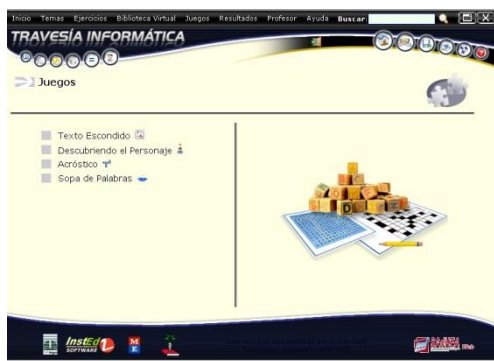 Inicio Temas Ejercicios Biblioteca Virtual Juegos Resultados Profesor Ayuda Buscar:
TRAVESÍA INFORMÁTICA
Juegos
Texto Escondido
Descubriendo el Personaje
Acróstico
Sopa de Palabras
InstEd
SOFTWARE
M
E
Web